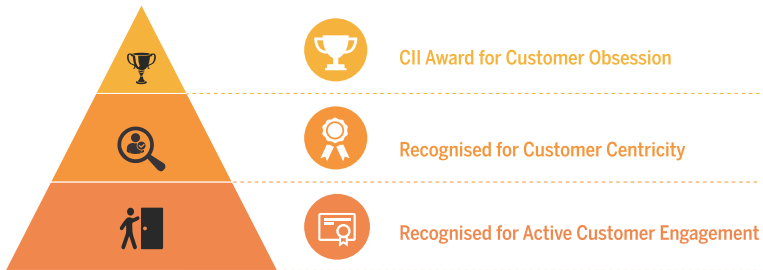 CII Award for Customer Obsession
Recognised for Customer Centricity
Recognised for Active Customer Engagement